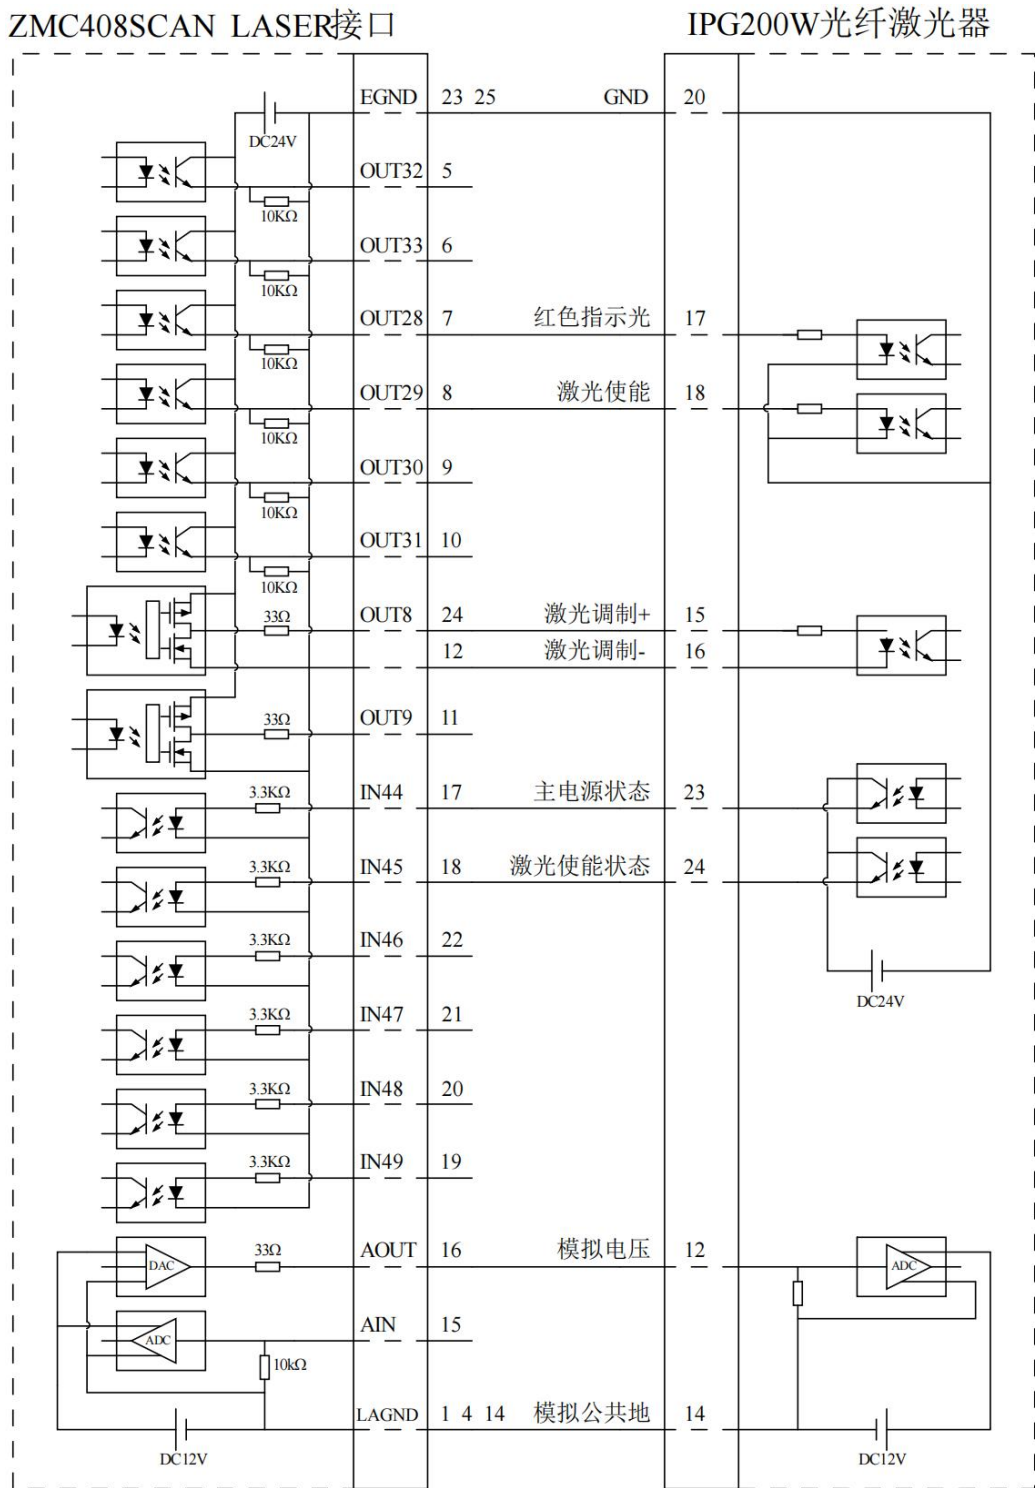 ZMC408SCAN LASER接口 IPG200W光纤激光器
EGND 23 25 GND 20
DC24V
OUT32 5
10KΩ
OUT33 6
10KΩ
OUT28 7 红色指示光 17
10KΩ
OUT29 8 激光使能 18
10KΩ
OUT30 9
10KΩ
OUT31 10
10KΩ
33Ω OUT8 24 激光调制+ 15
12 激光调制- 16
33Ω OUT9 11
3.3KΩ IN44 17 主电源状态 23
3.3KΩ IN45 18 激光使能状态 24
3.3KΩ IN46 22
DC24V
3.3KΩ IN47 21
3.3KΩ IN48 20
3.3KΩ IN49 19
DAC 33Ω AOUT 16 模拟电压 12 ADC
ADC AIN 15
10kΩ
LAGND 1 4 14 模拟公共地 14
DC12V DC12V